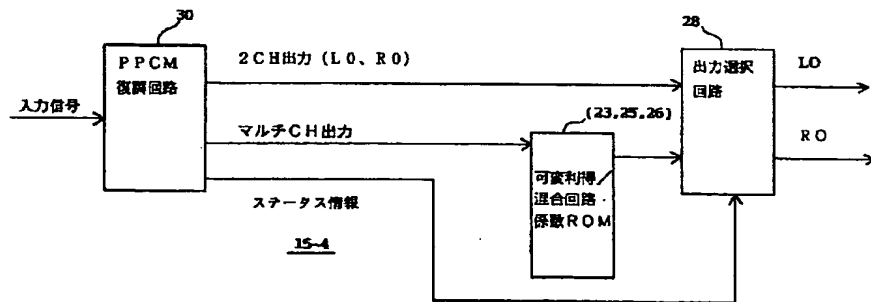 30
PPCM
復調回路
入力信号
2CH出力(L0、R0)
マルチCH出力
ステータス情報
15-4
(23,25,26)
可変利得
混合回路・
係数ROM
28
出力選択
回路
LO
RO